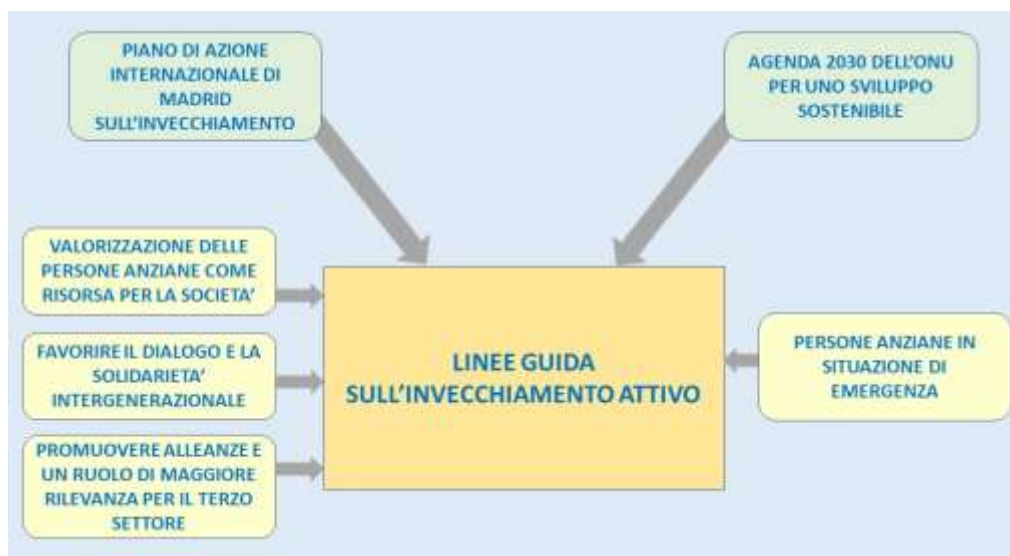 PIANO DI AZIONE
INTERNAZIONALE DI
MADRID
SULL'INVECCHIAMENTO
AGENDA 2030 DELL'ONU
PER UNO SVILUPPO
SOSTENIBILE
VALORIZZAZIONE DELLE
PERSONE ANZIANE COME
RISORSA PER LA SOCIETA'
FAVORIRE IL DIALOGO E LA
SOLIDARIETA'
INTERGENERAZIONALE
PROMUOVERE ALLEANZE E
UN RUOLO DI MAGGIORE
RILEVANZA PER IL TERZO
SETTORE
LINEE GUIDA
SULL'INVECCHIAMENTO ATTIVO
PERSONE ANZIANE IN
SITUAZIONE DI
EMERGENZA